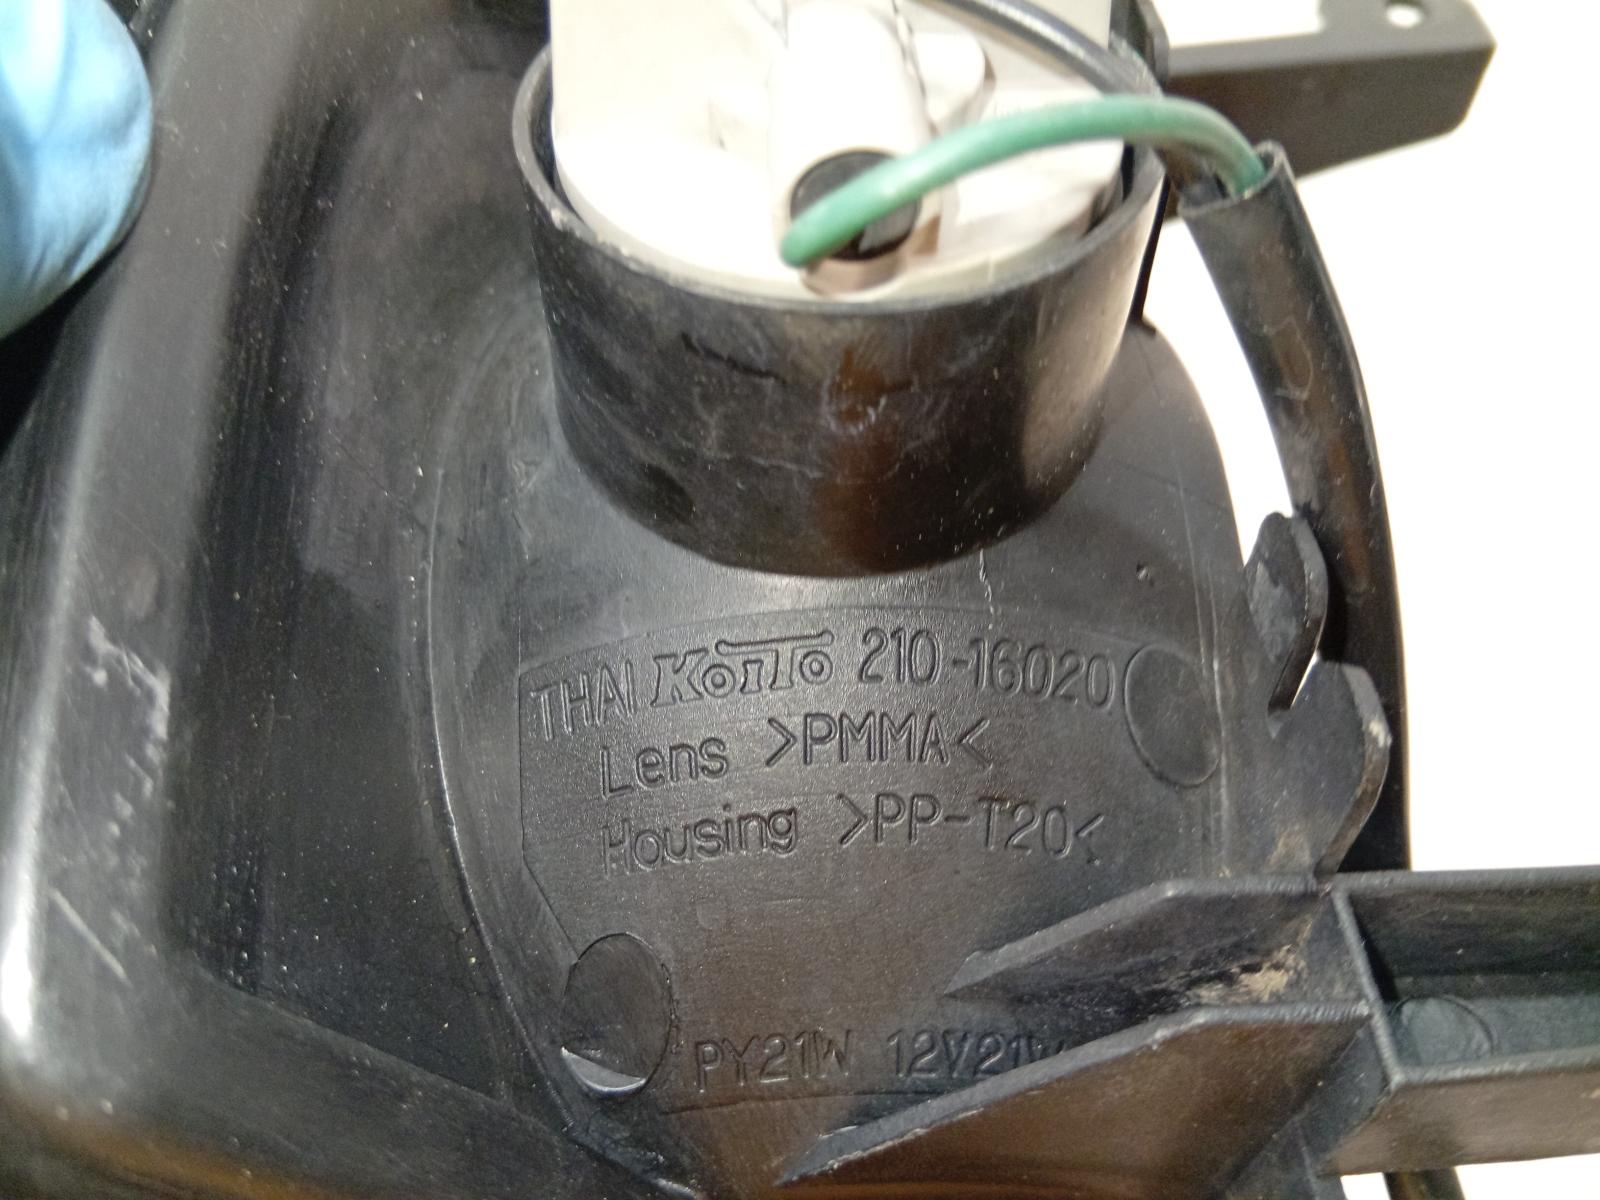 THAI KOITO 210-16020
Lens >PMMA<
Housing >PP-T20<
PY21W 12V21W